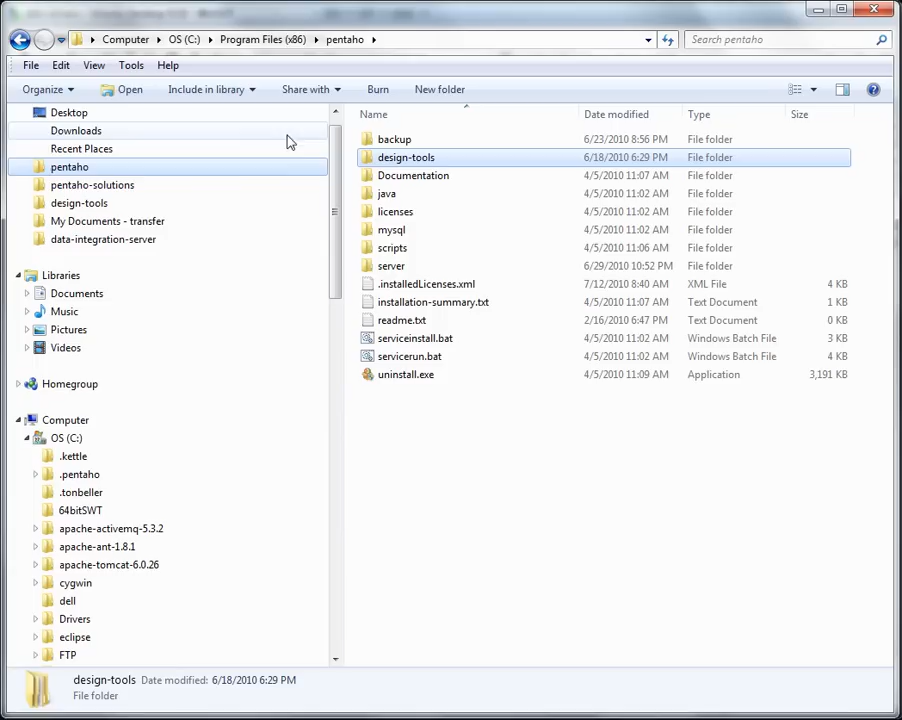 Computer OS (C:) Program Files (x86) pentaho
Search pentaho
File Edit View Tools Help
Organize Open Include in library Share with Burn New folder
Desktop
Downloads
Recent Places
pentaho
pentaho-solutions
design-tools
My Documents - transfer
data-integration-server
Libraries
Documents
Music
Pictures
Videos
Homegroup
Computer
OS (C:)
.kettle
.pentaho
.tonbeller
64bitSWT
apache-activemq-5.3.2
apache-ant-1.8.1
apache-tomcat-6.0.26
cygwin
dell
Drivers
eclipse
FTP
Name Date modified Type Size
backup 6/23/2010 8:56 PM File folder
design-tools 6/18/2010 6:29 PM File folder
Documentation 4/5/2010 11:07 AM File folder
java 4/5/2010 11:02 AM File folder
licenses 4/5/2010 11:02 AM File folder
mysql 4/5/2010 11:02 AM File folder
scripts 4/5/2010 11:06 AM File folder
server 6/29/2010 10:52 PM File folder
.installedLicenses.xml 7/12/2010 8:40 AM XML File 4 KB
installation-summary.txt 4/5/2010 11:07 AM Text Document 1 KB
readme.txt 2/16/2010 6:47 PM Text Document 0 KB
serviceinstall.bat 4/5/2010 11:02 AM Windows Batch File 3 KB
servicerun.bat 4/5/2010 11:02 AM Windows Batch File 4 KB
uninstall.exe 4/5/2010 11:09 AM Application 3,191 KB
design-tools Date modified: 6/18/2010 6:29 PM
File folder